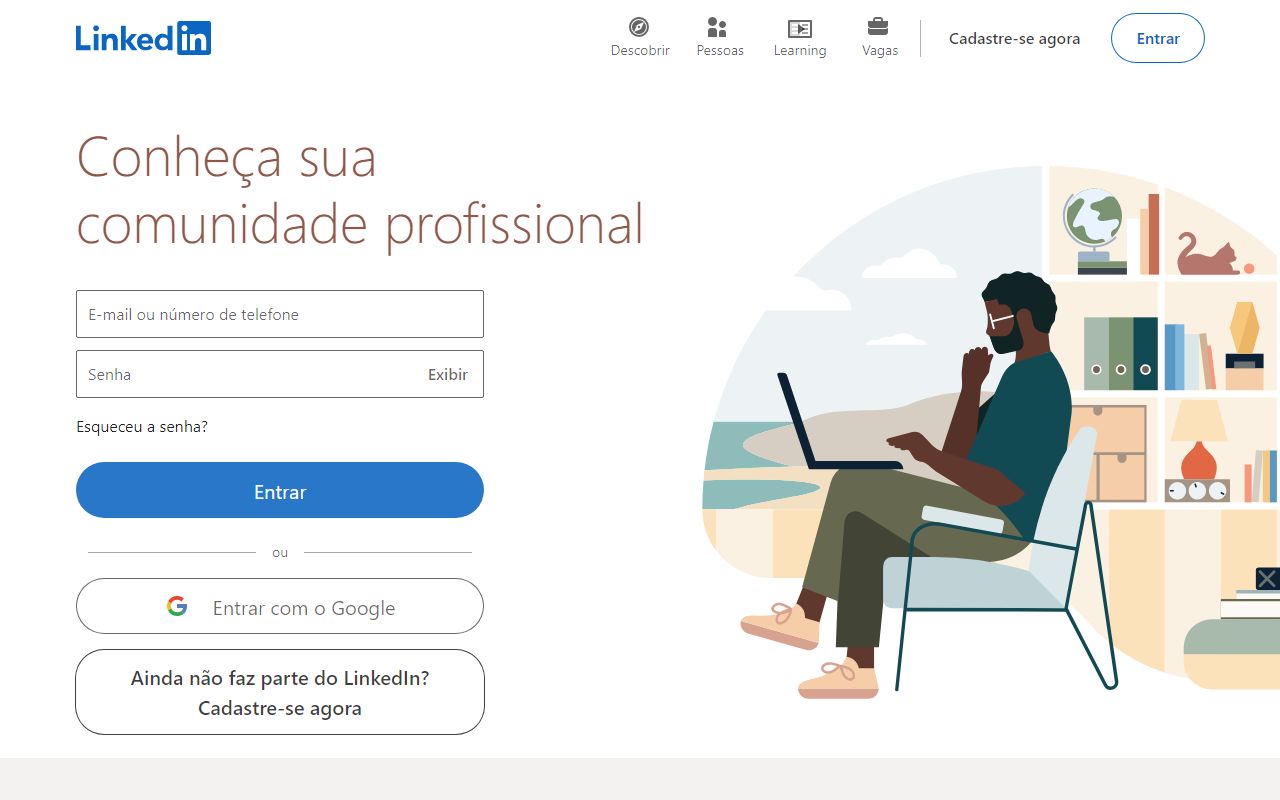 LinkedIn
Descobrir
Pessoas
Learning
Vagas
Cadastre-se agora
Entrar
Conheça sua
comunidade profissional
E-mail ou número de telefone
Senha
Exibir
Esqueceu a senha?
Entrar
ou
Entrar com o Google
Ainda não faz parte do LinkedIn?
Cadastre-se agora